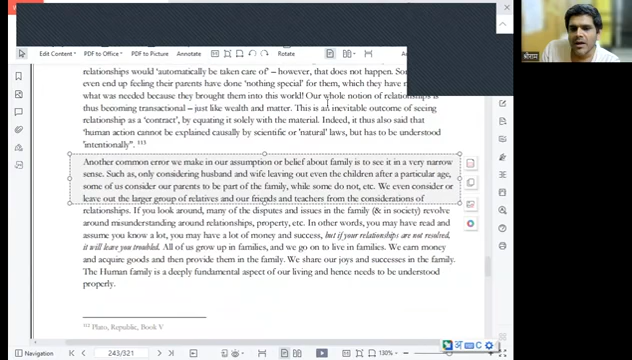 Edit Content
PDF to Office
PDF to Picture
Annotate
Rotate
relationships would 'automatically be taken care of' – however, that does not happen.
even end up feeling their parents have done 'nothing special' for them, which they have
what was needed because they brought them into this world! Our whole notion of relationships is
thus becoming transactional – just like wealth and matter. This is an inevitable outcome of seeing
relationship as a 'contract', by equating it solely with the material. Indeed, it thus also said that
'human action cannot be explained causally by scientific or 'natural' laws, but has to be understood
'intentionally". 113
Another common error we make in our assumption or belief about family is to see it in a very narrow
sense. Such as, only considering husband and wife leaving out even the children after a particular age,
some of us consider our parents to be part of the family, while some do not, etc. We even consider or
leave out the larger group of relatives and our friends and teachers from the considerations of
relationships. If you look around, many of the disputes and issues in the family (& in society) revolve
around misunderstanding around relationships, property, etc. In other words, you may have read and
assume you know a lot, you may have a lot of money and success, but if your relationships are not resolved,
it will leave you troubled. All of us grow up in families, and we go on to live in families. We earn money
and acquire goods and then provide them in the family. We share our joys and successes in the family.
The Human family is a deeply fundamental aspect of our living and hence needs to be understood
properly.
Plato, Republic, Book V
Navigation
243/321
130%
श्रीराम